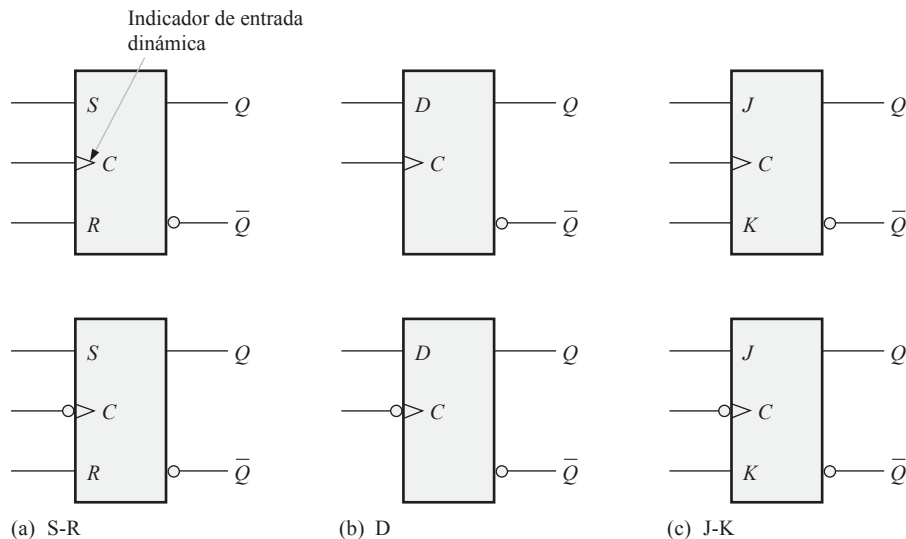 Indicador de entrada
dinámica
S Q D Q J Q
C C C
R Q̅ Q̅ K Q̅
S Q D Q J Q
C C C
R Q̅ Q̅ K Q̅
(a) S-R (b) D (c) J-K